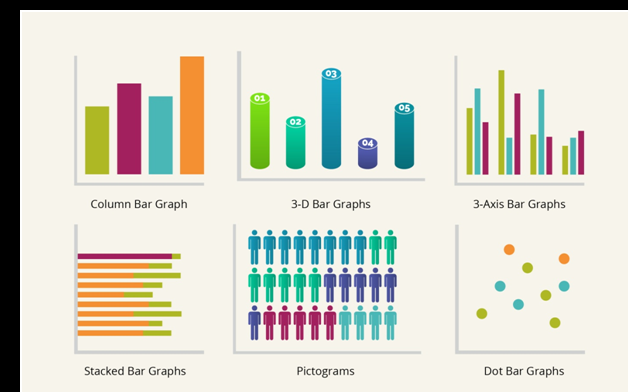 01
02
03
04
05
Column Bar Graph
3-D Bar Graphs
3-Axis Bar Graphs
Stacked Bar Graphs
Pictograms
Dot Bar Graphs